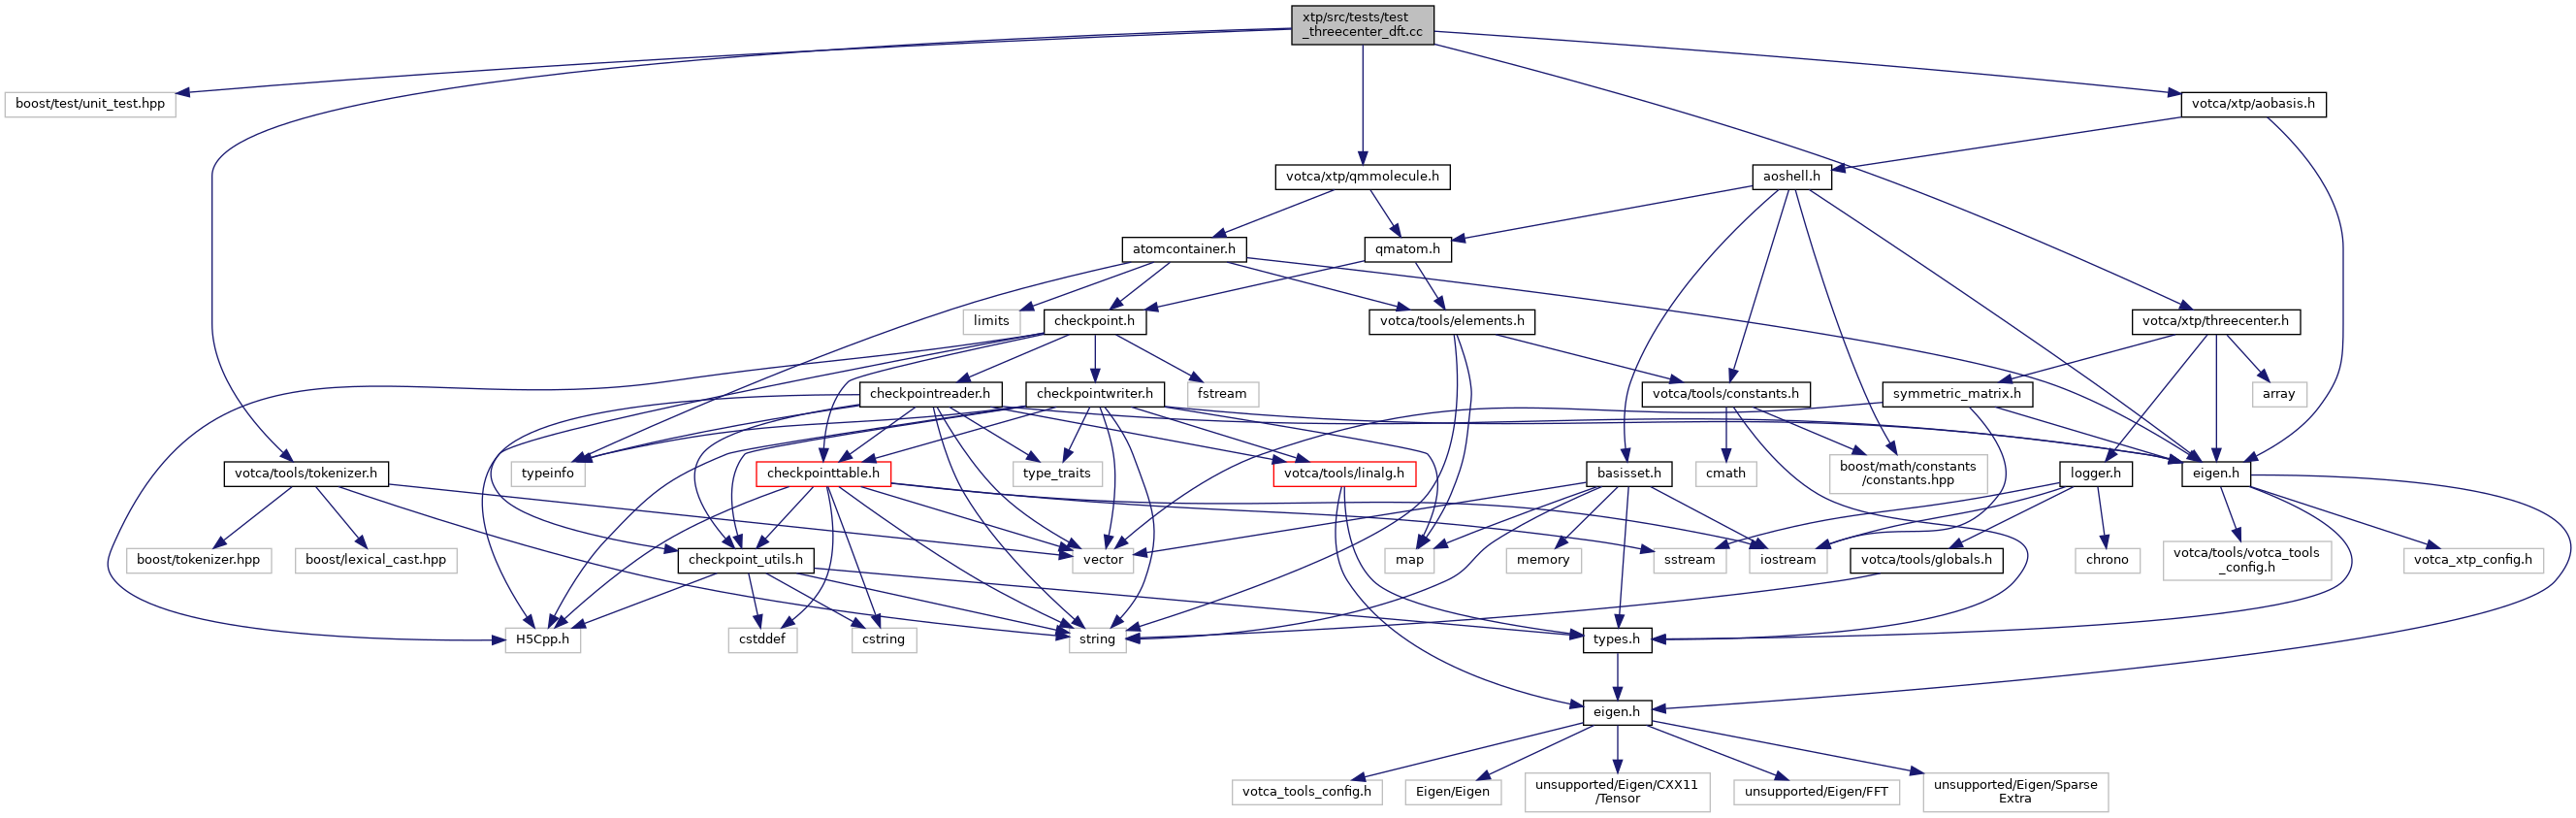 xtp/src/tests/test
_threecenter_dft.cc
boost/test/unit_test.hpp
votca/xtp/aobasis.h
votca/xtp/qmmolecule.h
aoshell.h
atomcontainer.h
qmatom.h
limits
checkpoint.h
votca/tools/elements.h
votca/xtp/threecenter.h
checkpointreader.h
checkpointwriter.h
fstream
votca/tools/constants.h
symmetric_matrix.h
array
votca/tools/tokenizer.h
typeinfo
checkpointtable.h
type_traits
votca/tools/linalg.h
basisset.h
cmath
boost/math/constants
/constants.hpp
logger.h
eigen.h
boost/tokenizer.hpp
boost/lexical_cast.hpp
checkpoint_utils.h
vector
map
memory
sstream
iostream
votca/tools/globals.h
chrono
votca/tools/votca_tools
_config.h
votca_xtp_config.h
H5Cpp.h
cstddef
cstring
string
types.h
eigen.h
votca_tools_config.h
Eigen/Eigen
unsupported/Eigen/CXX11
/Tensor
unsupported/Eigen/FFT
unsupported/Eigen/Sparse
Extra